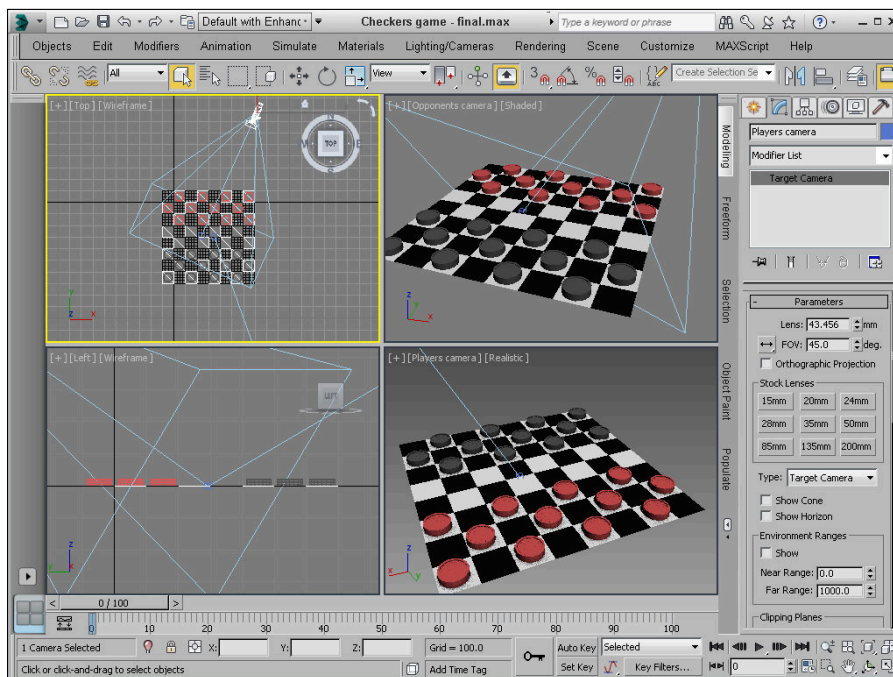 Default with Enhanc
Checkers game - final.max
Type a keyword or phrase
Objects Edit Modifiers Animation Simulate Materials Lighting/Cameras Rendering Scene Customize MAXScript Help
All
View
3
%
ABC
Create Selection Se
[+] [Top] [Wireframe]
TOP
y
z x
[+] [Opponents camera] [Shaded]
z
y
x
[+] [Left] [Wireframe]
LEFT
z
y
[+] [Players camera] [Realistic]
z
x
y
Modeling
Freeform
Selection
Object Paint
Populate
Players camera
Modifier List
Target Camera
- Parameters
Lens: 43.456 mm
FOV: 45.0 deg.
Orthographic Projection
Stock Lenses
15mm 20mm 24mm
28mm 35mm 50mm
85mm 135mm 200mm
Type: Target Camera
Show Cone
Show Horizon
Environment Ranges
Show
Near Range: 0.0
Far Range: 1000.0
Clipping Planes
< 0 / 100 >
0 10 20 30 40 50 60 70 80 90 100
1 Camera Selected X: Y: Z: Grid = 100.0 Auto Key Selected
Click or click-and-drag to select objects Add Time Tag Set Key Key Filters... 0